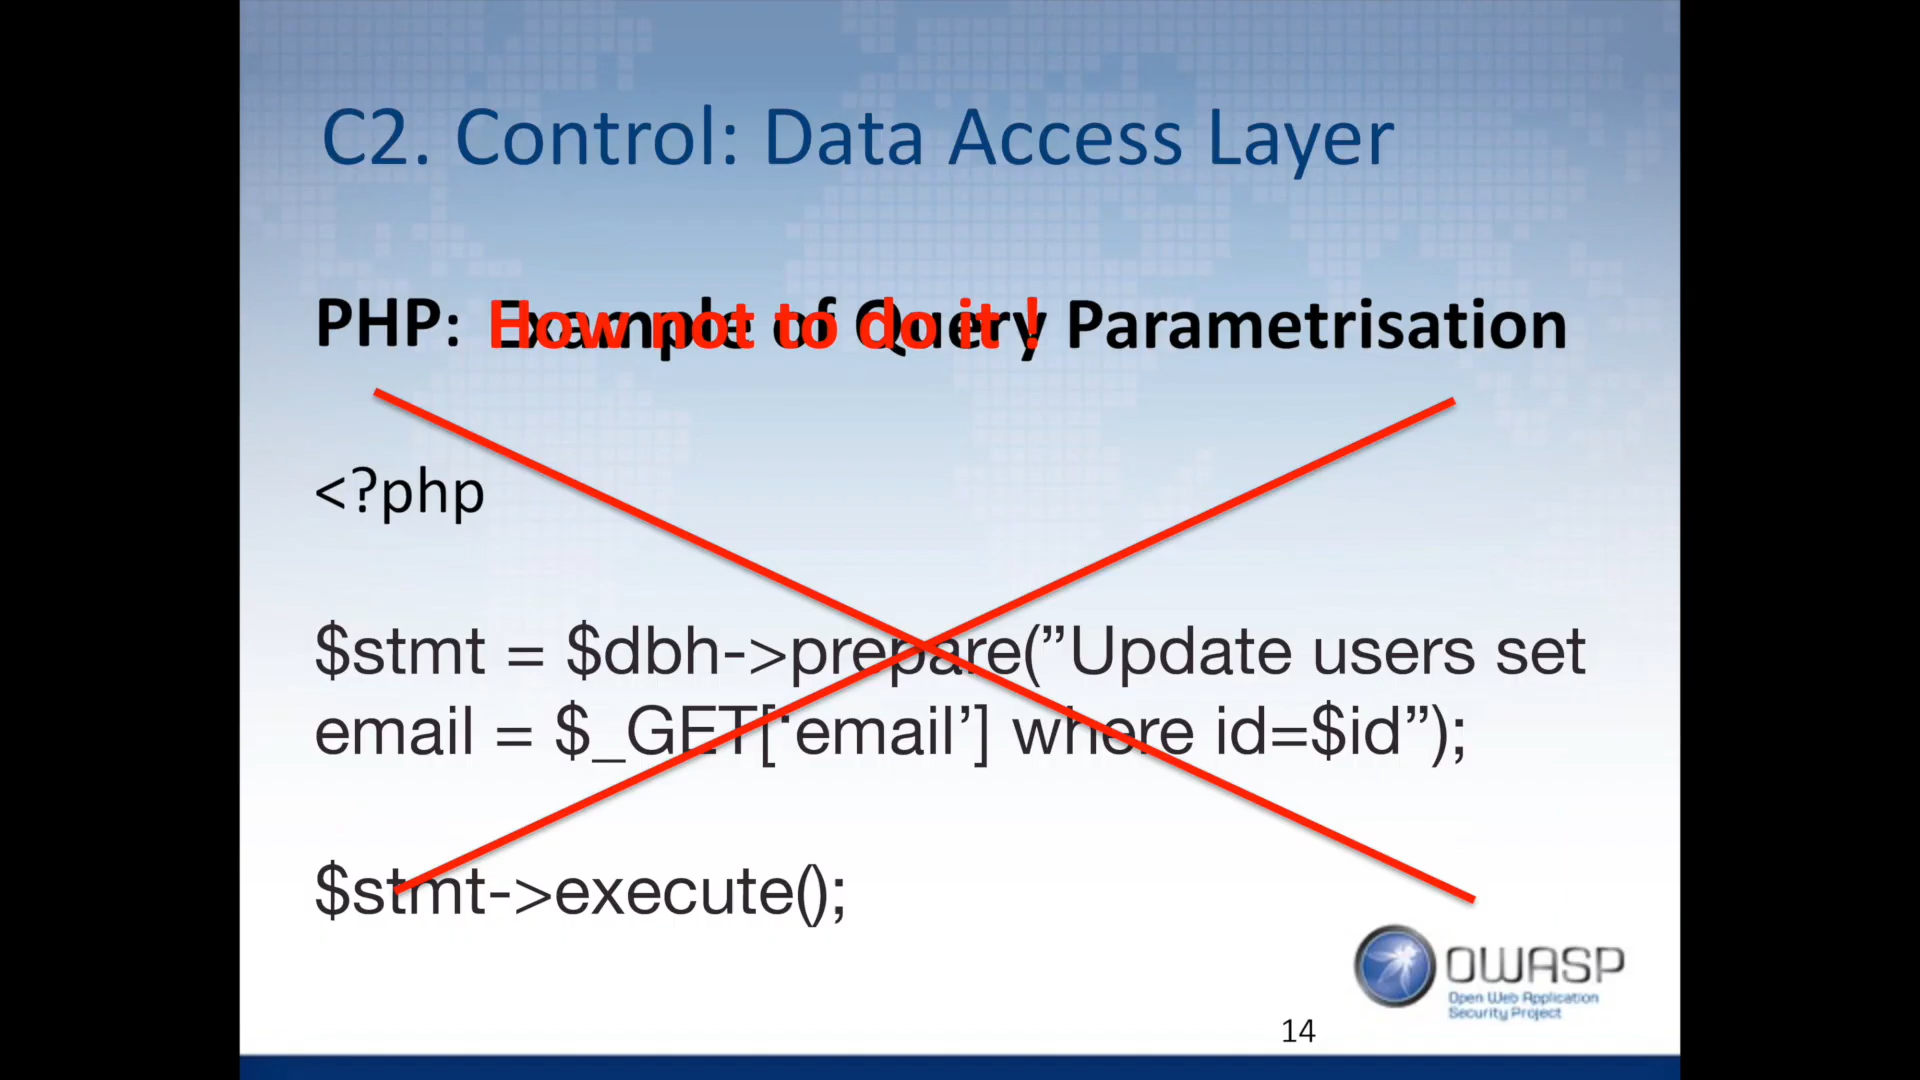 C2. Control: Data Access Layer
PHP: Example of Query Parametrisation
How not to do it !
<?php
$stmt = $dbh->prepare(”Update users set
email = $_GET[‘email’] where id=$id”);
$stmt->execute();
OWASP
Open Web Application
Security Project
14